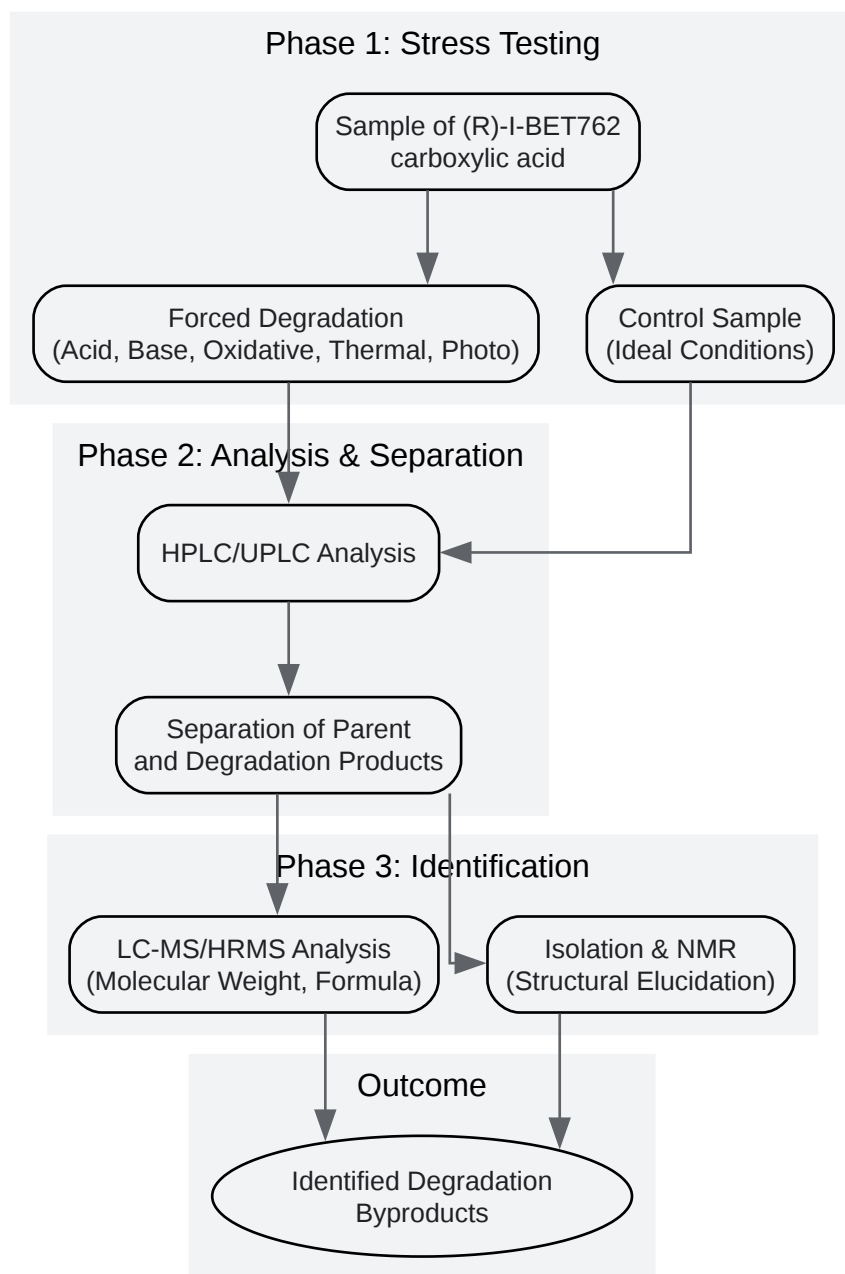 Phase 1: Stress Testing
Sample of (R)-I-BET762
carboxylic acid
Forced Degradation
(Acid, Base, Oxidative, Thermal, Photo)
Control Sample
(Ideal Conditions)
Phase 2: Analysis & Separation
HPLC/UPLC Analysis
Separation of Parent
and Degradation Products
Phase 3: Identification
LC-MS/HRMS Analysis
(Molecular Weight, Formula)
Isolation & NMR
(Structural Elucidation)
Outcome
Identified Degradation
Byproducts